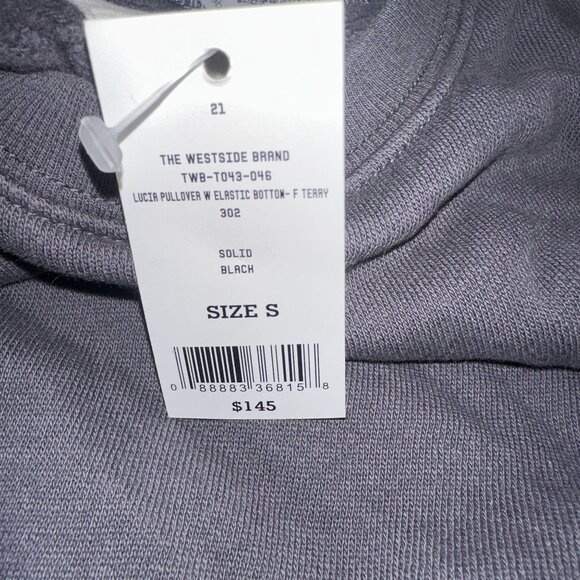 21
THE WESTSIDE BRAND
TWB-T043-046
LUCIA PULLOVER W ELASTIC BOTTOM- F TERRY
302
SOLID
BLACK
SIZE S
0 88883 36815 8
$145